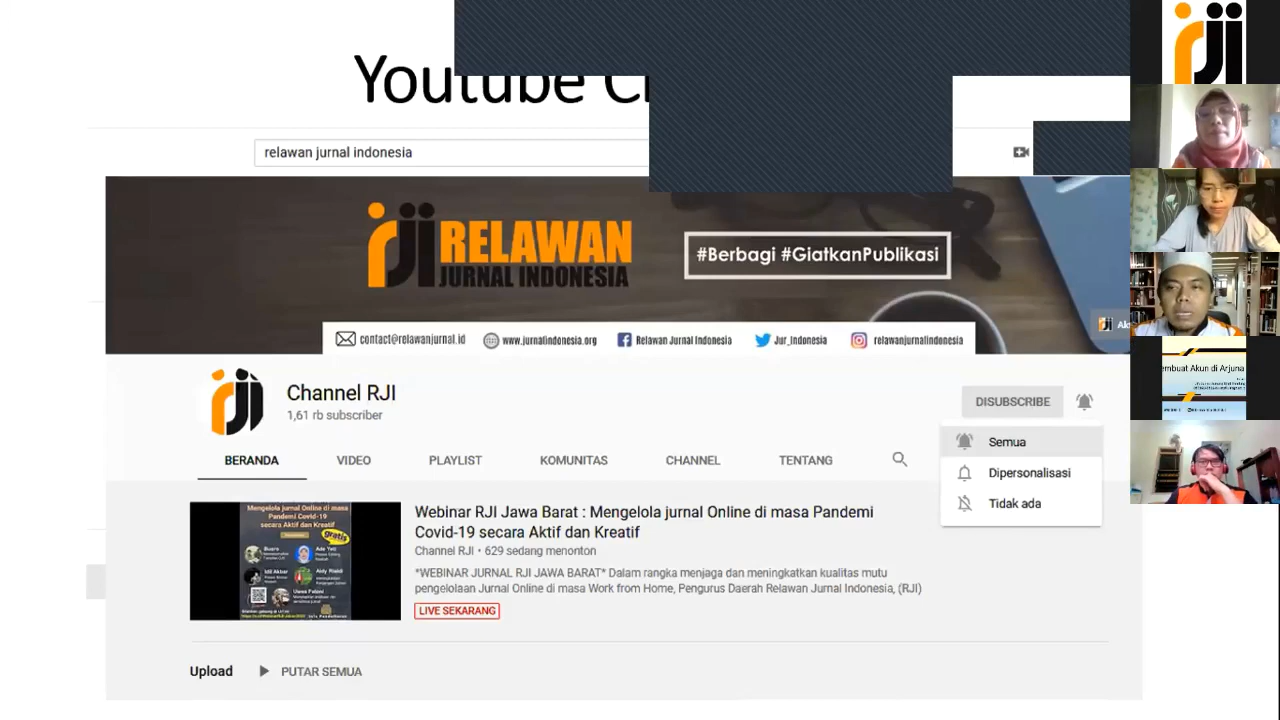 Youtube
relawan jurnal indonesia
RELAWAN
JURNAL INDONESIA
#Berbagi #GiatkanPublikasi
contact@relawanjurnal.id
www.jurnalindonesia.org
Relawan Jurnal Indonesia
Jur_Indonesia
relawanjurnalindonesia
Channel RJI
1,61 rb subscriber
DISUBSCRIBE
Semua
Dipersonalisasi
Tidak ada
BERANDA
VIDEO
PLAYLIST
KOMUNITAS
CHANNEL
TENTANG
Mengelola jurnal Online di masa
Pandemi Covid-19
secara Aktif dan Kreatif
gratis
Webinar RJI Jawa Barat : Mengelola jurnal Online di masa Pandemi
Covid-19 secara Aktif dan Kreatif
Channel RJI • 629 sedang menonton
*WEBINAR JURNAL RJI JAWA BARAT* Dalam rangka menjaga dan meningkatkan kualitas mutu
pengelolaan Jurnal Online di masa Work from Home, Pengurus Daerah Relawan Jurnal Indonesia, (RJI)
LIVE SEKARANG
Upload
PUTAR SEMUA
Akun di Arjuna